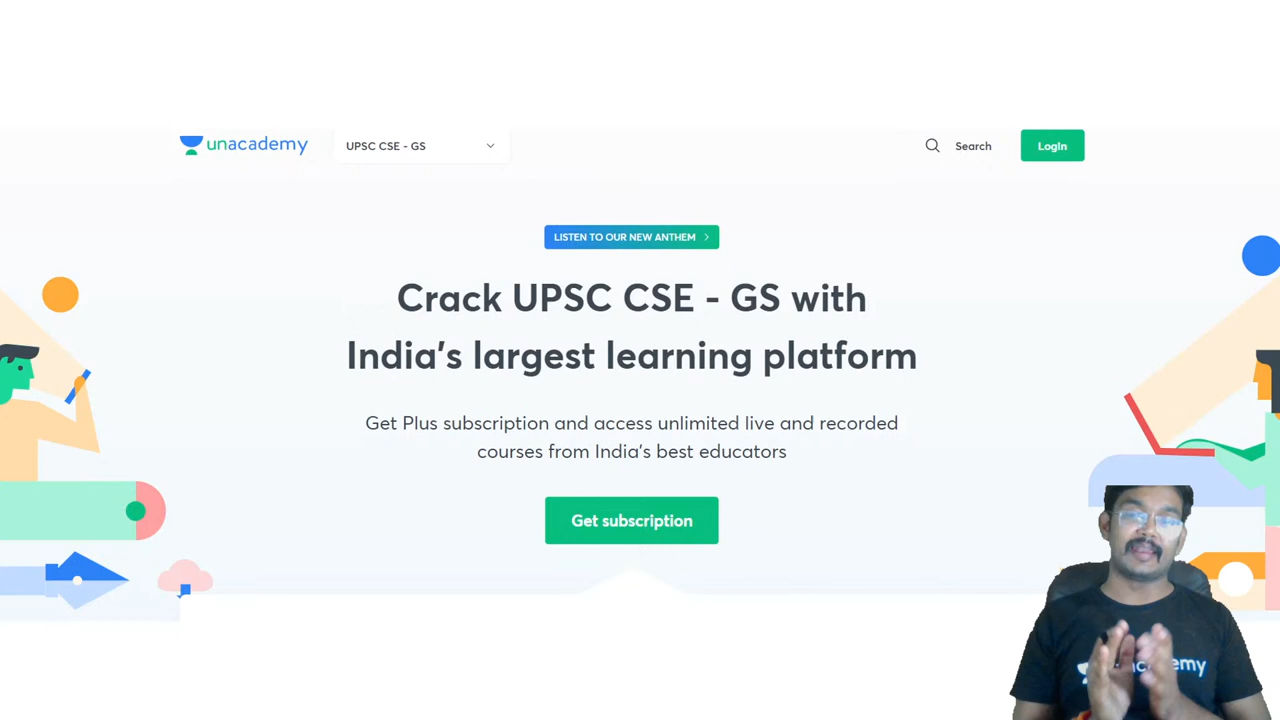 unacademy
UPSC CSE - GS
Search
Login
LISTEN TO OUR NEW ANTHEM
Crack UPSC CSE - GS with
India's largest learning platform
Get Plus subscription and access unlimited live and recorded
courses from India's best educators
Get subscription